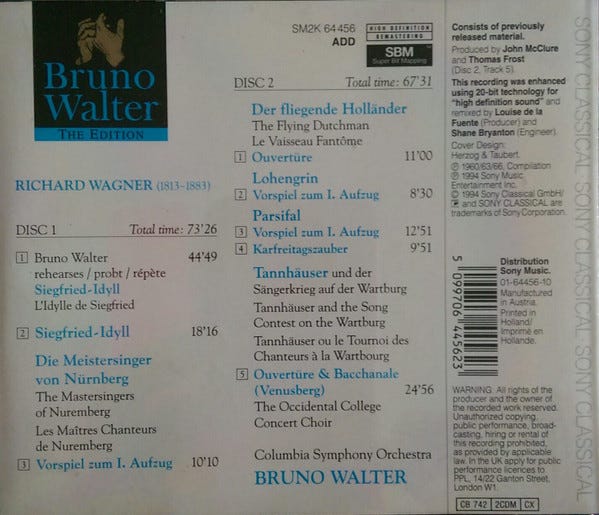 Bruno
Walter
THE EDITION
RICHARD WAGNER (1813-1883)
DISC 1 Total time: 73'26
1 Bruno Walter 44'49
rehearses / probt / répète
Siegfried-Idyll
L'Idylle de Siegfried
2 Siegfried-Idyll 18'16
Die Meistersinger
von Nürnberg
The Mastersingers
of Nuremberg
Les Maîtres Chanteurs
de Nuremberg
3 Vorspiel zum I. Aufzug 10'10
SM2K 64 456
ADD
HIGH DEFINITION
REMASTERING
SBM
Super Bit Mapping
DISC 2 Total time: 67'31
Der fliegende Holländer
The Flying Dutchman
Le Vaisseau Fantôme
1 Ouvertüre 11'00
Lohengrin
2 Vorspiel zum I. Aufzug 8'30
Parsifal
3 Vorspiel zum I. Aufzug 12'51
4 Karfreitagszauber 9'51
Tannhäuser und der
Sängerkrieg auf der Wartburg
Tannhäuser and the Song
Contest on the Wartburg
Tannhäuser ou le Tournoi des
Chanteurs à la Wartbourg
5 Ouvertüre & Bacchanale
(Venusberg) 24'56
The Occidental College
Concert Choir
Columbia Symphony Orchestra
BRUNO WALTER
Consists of previously
released material.
Produced by John McClure
and Thomas Frost
(Disc 2, Track 5).
This recording was enhanced
using 20-bit technology for
"high definition sound" and
remixed by Louise de la
Fuente (Producer) and
Shane Bryanton (Engineer).
Cover Design:
Herzog & Taubert.
℗ 1960/63/66, Compilation
℗ 1994 Sony Music
Entertainment Inc.
© 1994 Sony Classical GmbH/
and SONY CLASSICAL are
trademarks of Sony Corporation.
5 099706 445623
Distribution
Sony Music.
01-64456-10
Manufactured
in Austria.
Printed in
Holland/
Imprimé en
Hollande.
WARNING: All rights of the
producer and the owner of
the recorded work reserved.
Unauthorized copying,
public performance, broad-
casting, hiring or rental of
this recording prohibited,
as provided by applicable
law. In the UK apply for
public performance licences to
PPL, 14/22 Ganton Street,
London W1.
CB 742 2CDM CX
SONY CLASSICAL SONY CLASSICAL SONY CLASSICAL SONY CLASSICAL